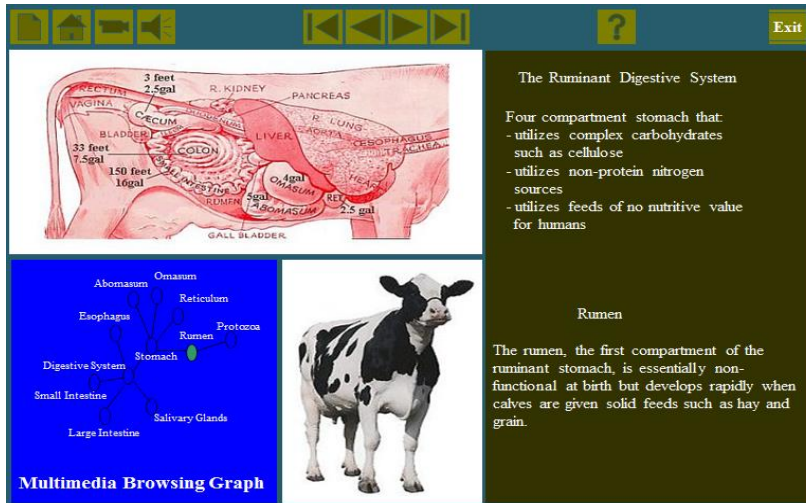 ?
Exit
3 feet
2.5gal
R. KIDNEY
PANCREAS
RECTUM
VAGINA
CÆCUM
DUODENUM
R. LUNG
BLADDER
LIVER
AORTA
ŒSOPHAGUS
TRACHEA
33 feet
7.5gal
COLON
150 feet
16gal
SMALL INTESTINE
4gal
OMASUM
HEART
RUMEN
5gal
ABOMASUM
RET.
2.5 gal
GALL BLADDER
The Ruminant Digestive System
Four compartment stomach that:
- utilizes complex carbohydrates
such as cellulose
- utilizes non-protein nitrogen
sources
- utilizes feeds of no nutritive value
for humans
Omasum
Abomasum
Reticulum
Esophagus
Protozoa
Rumen
Stomach
Digestive System
Small Intestine
Salivary Glands
Large Intestine
Multimedia Browsing Graph
Rumen
The rumen, the first compartment of the
ruminant stomach, is essentially non-
functional at birth but develops rapidly when
calves are given solid feeds such as hay and
grain.